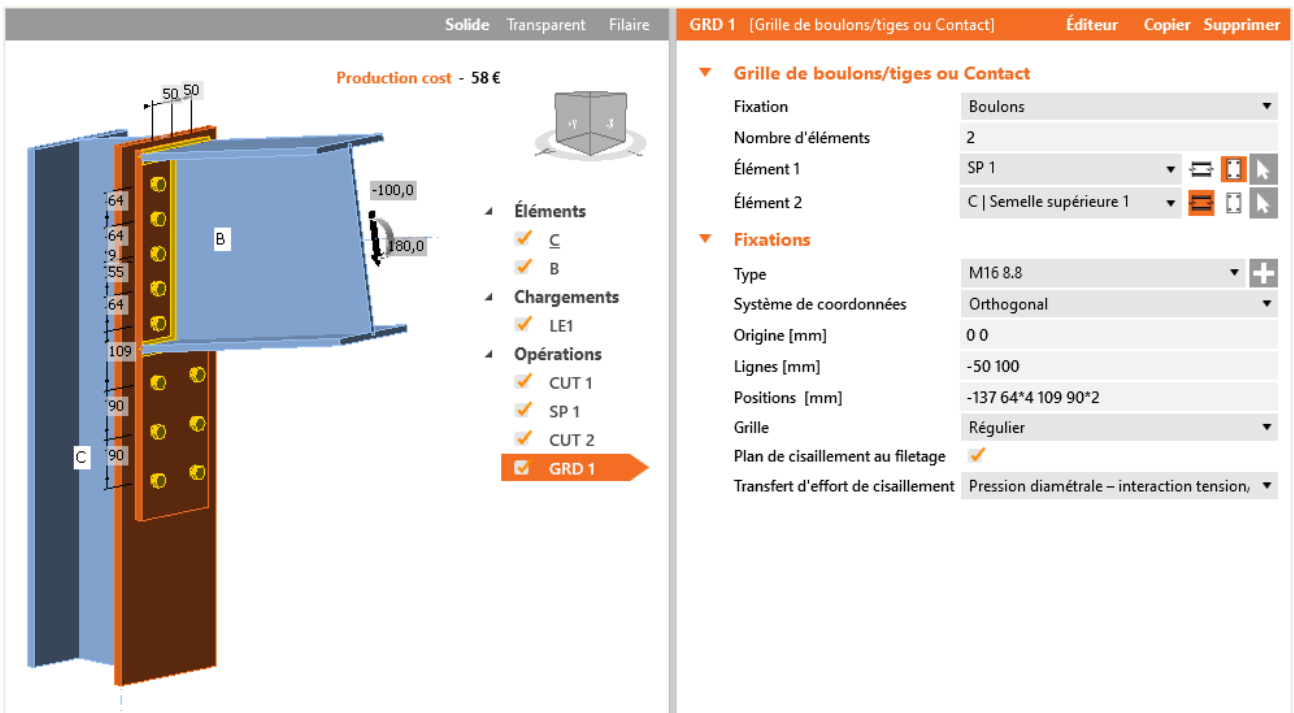 Solide Transparent Filaire
GRD 1 [Grille de boulons/tiges ou Contact] Éditeur Copier Supprimer
Production cost - 58 €
50 50
-Y -X
64
64
9
55
64
109
90
90
B
C
-100,0
180,0
Éléments
C
B
Chargements
LE1
Opérations
CUT 1
SP 1
CUT 2
GRD 1
Grille de boulons/tiges ou Contact
Fixation Boulons
Nombre d'éléments 2
Élément 1 SP 1
Élément 2 C | Semelle supérieure 1
Fixations
Type M16 8.8
Système de coordonnées Orthogonal
Origine [mm] 0 0
Lignes [mm] -50 100
Positions [mm] -137 64*4 109 90*2
Grille Régulier
Plan de cisaillement au filetage
Transfert d'effort de cisaillement Pression diamétrale – interaction tension/